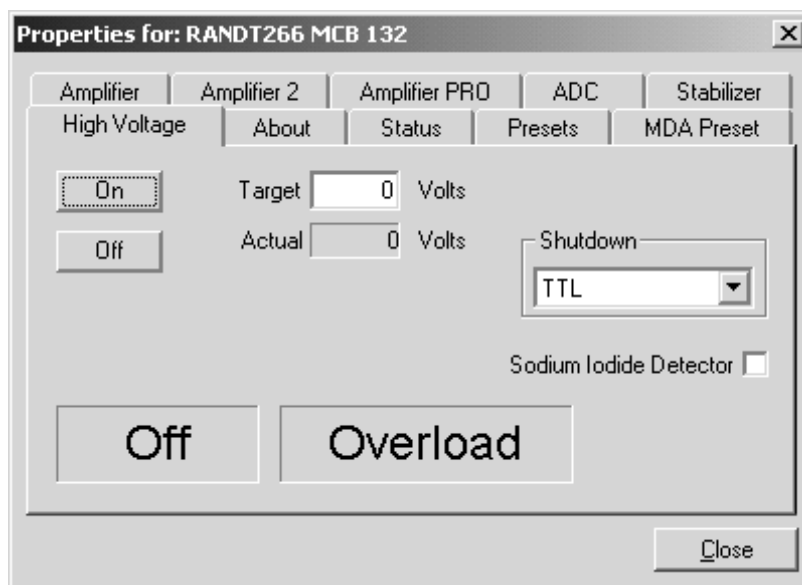 Properties for: RANDT266 MCB 132
Amplifier Amplifier 2 Amplifier PRO ADC Stabilizer
High Voltage About Status Presets MDA Preset
On Target 0 Volts
Off Actual 0 Volts
Shutdown
TTL
Sodium Iodide Detector
Off Overload
Close